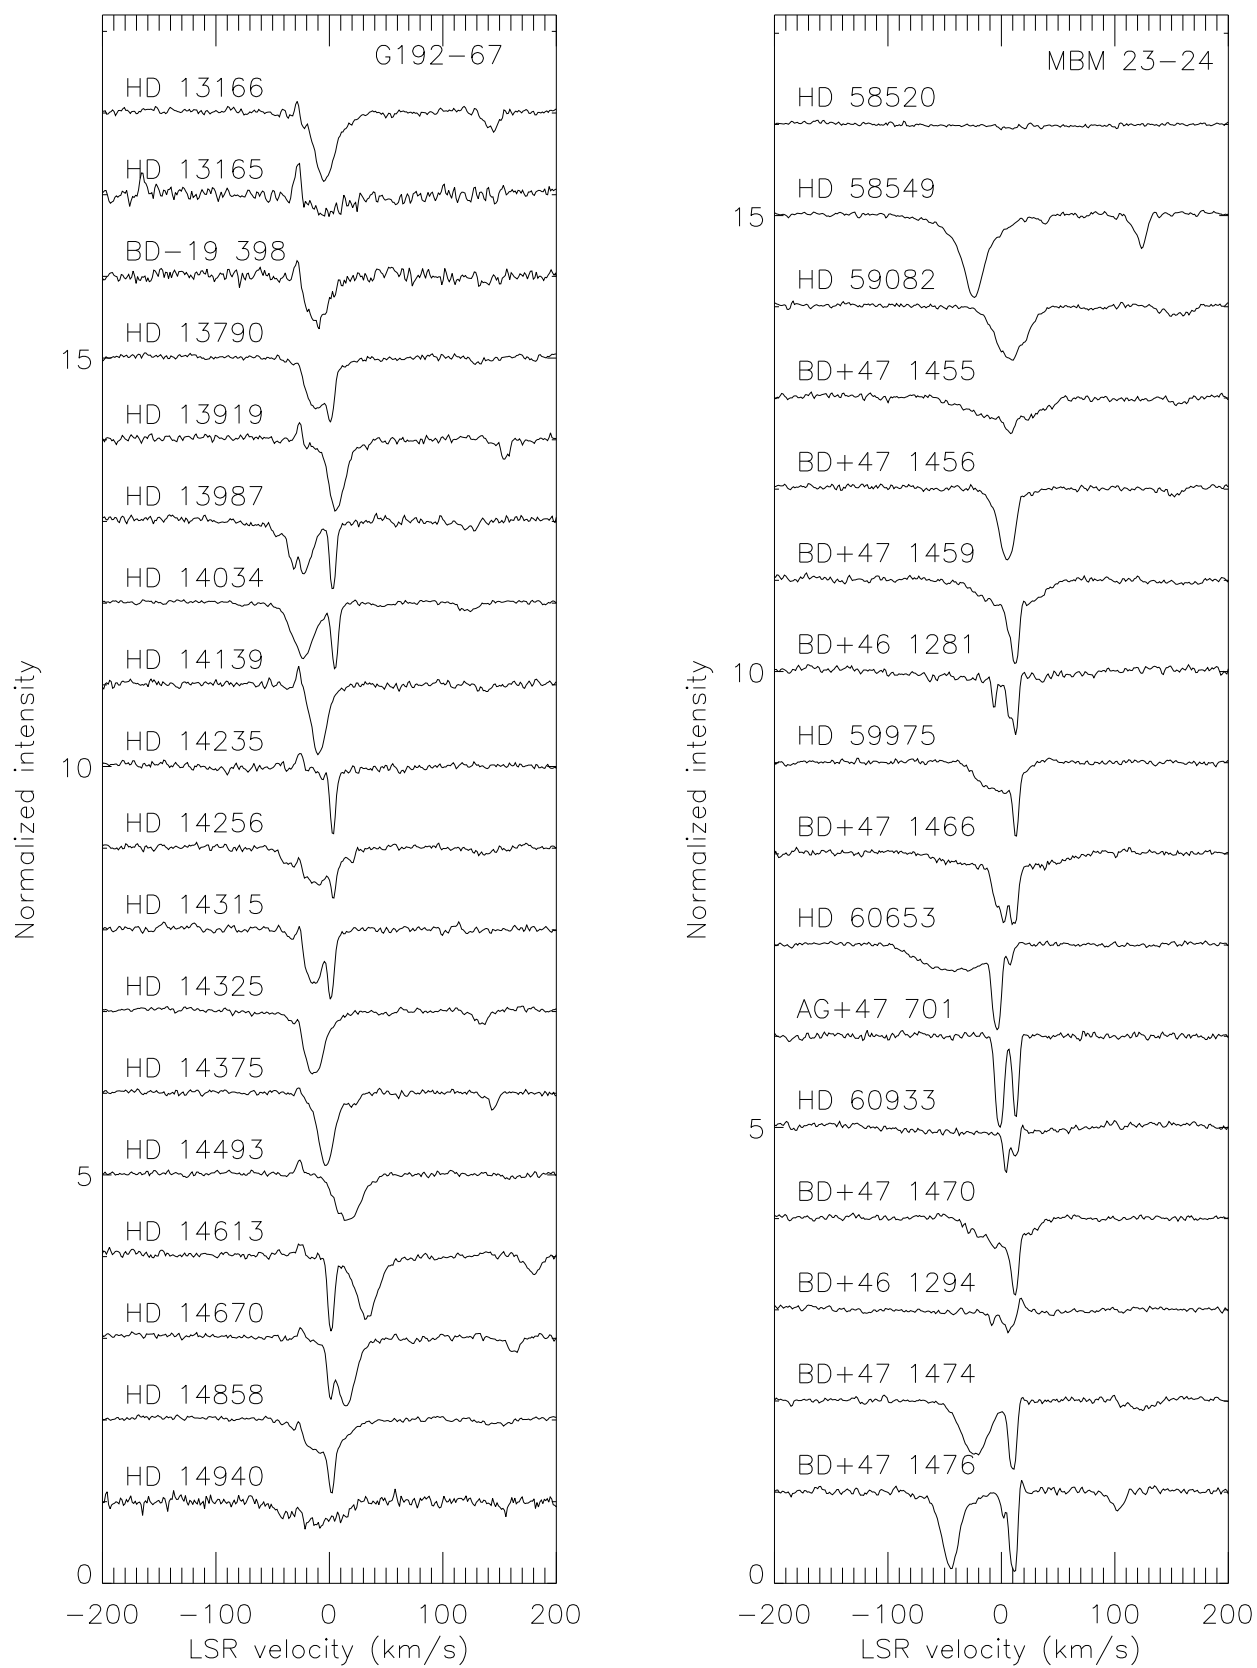 G192−67
HD 13166
HD 13165
BD−19 398
HD 13790
15
HD 13919
HD 13987
HD 14034
HD 14139
HD 14235
10
HD 14256
HD 14315
HD 14325
HD 14375
HD 14493
5
HD 14613
HD 14670
HD 14858
HD 14940
0
−200
−100
0
100
200
LSR velocity (km/s)
Normalized intensity
MBM 23−24
HD 58520
HD 58549
15
HD 59082
BD+47 1455
BD+47 1456
BD+47 1459
BD+46 1281
10
HD 59975
BD+47 1466
HD 60653
AG+47 701
HD 60933
5
BD+47 1470
BD+46 1294
BD+47 1474
BD+47 1476
0
−200
−100
0
100
200
LSR velocity (km/s)
Normalized intensity